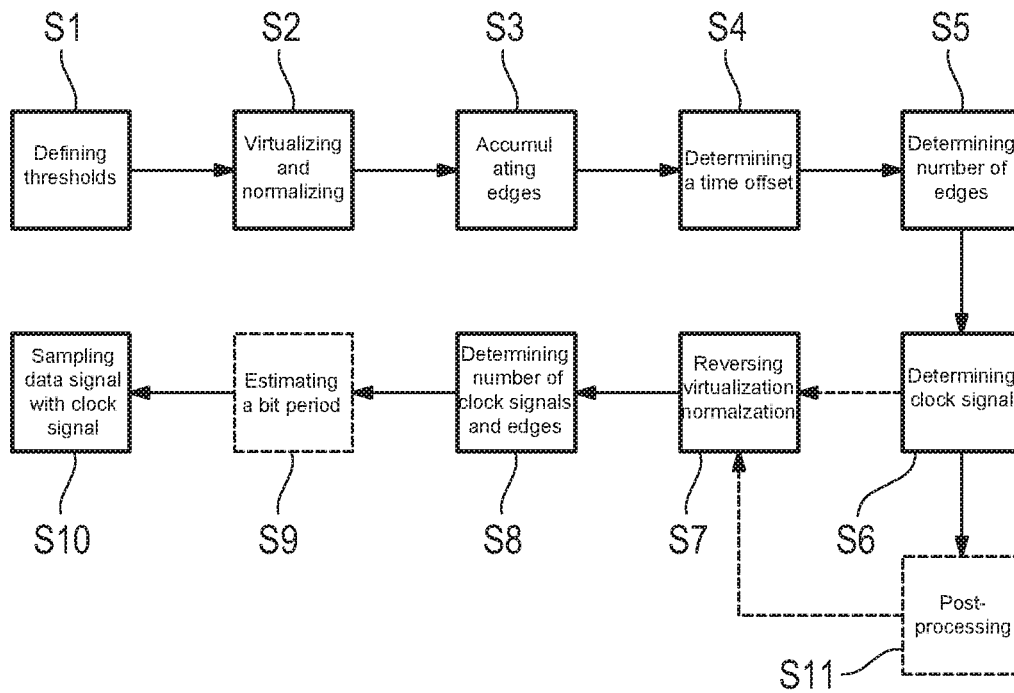 S1
S2
S3
S4
S5
Defining
thresholds
Virtualizing
and
normalizing
Accumul
ating
edges
Determining
a time offset
Determining
number of
edges
Sampling
data signal
with clock
signal
Estimating
a bit period
Determining
number of
clock signals
and edges
Reversing
virtualization
normalzation
Determining
clock signal
S10
S9
S8
S7
S6
Post-
processing
S11